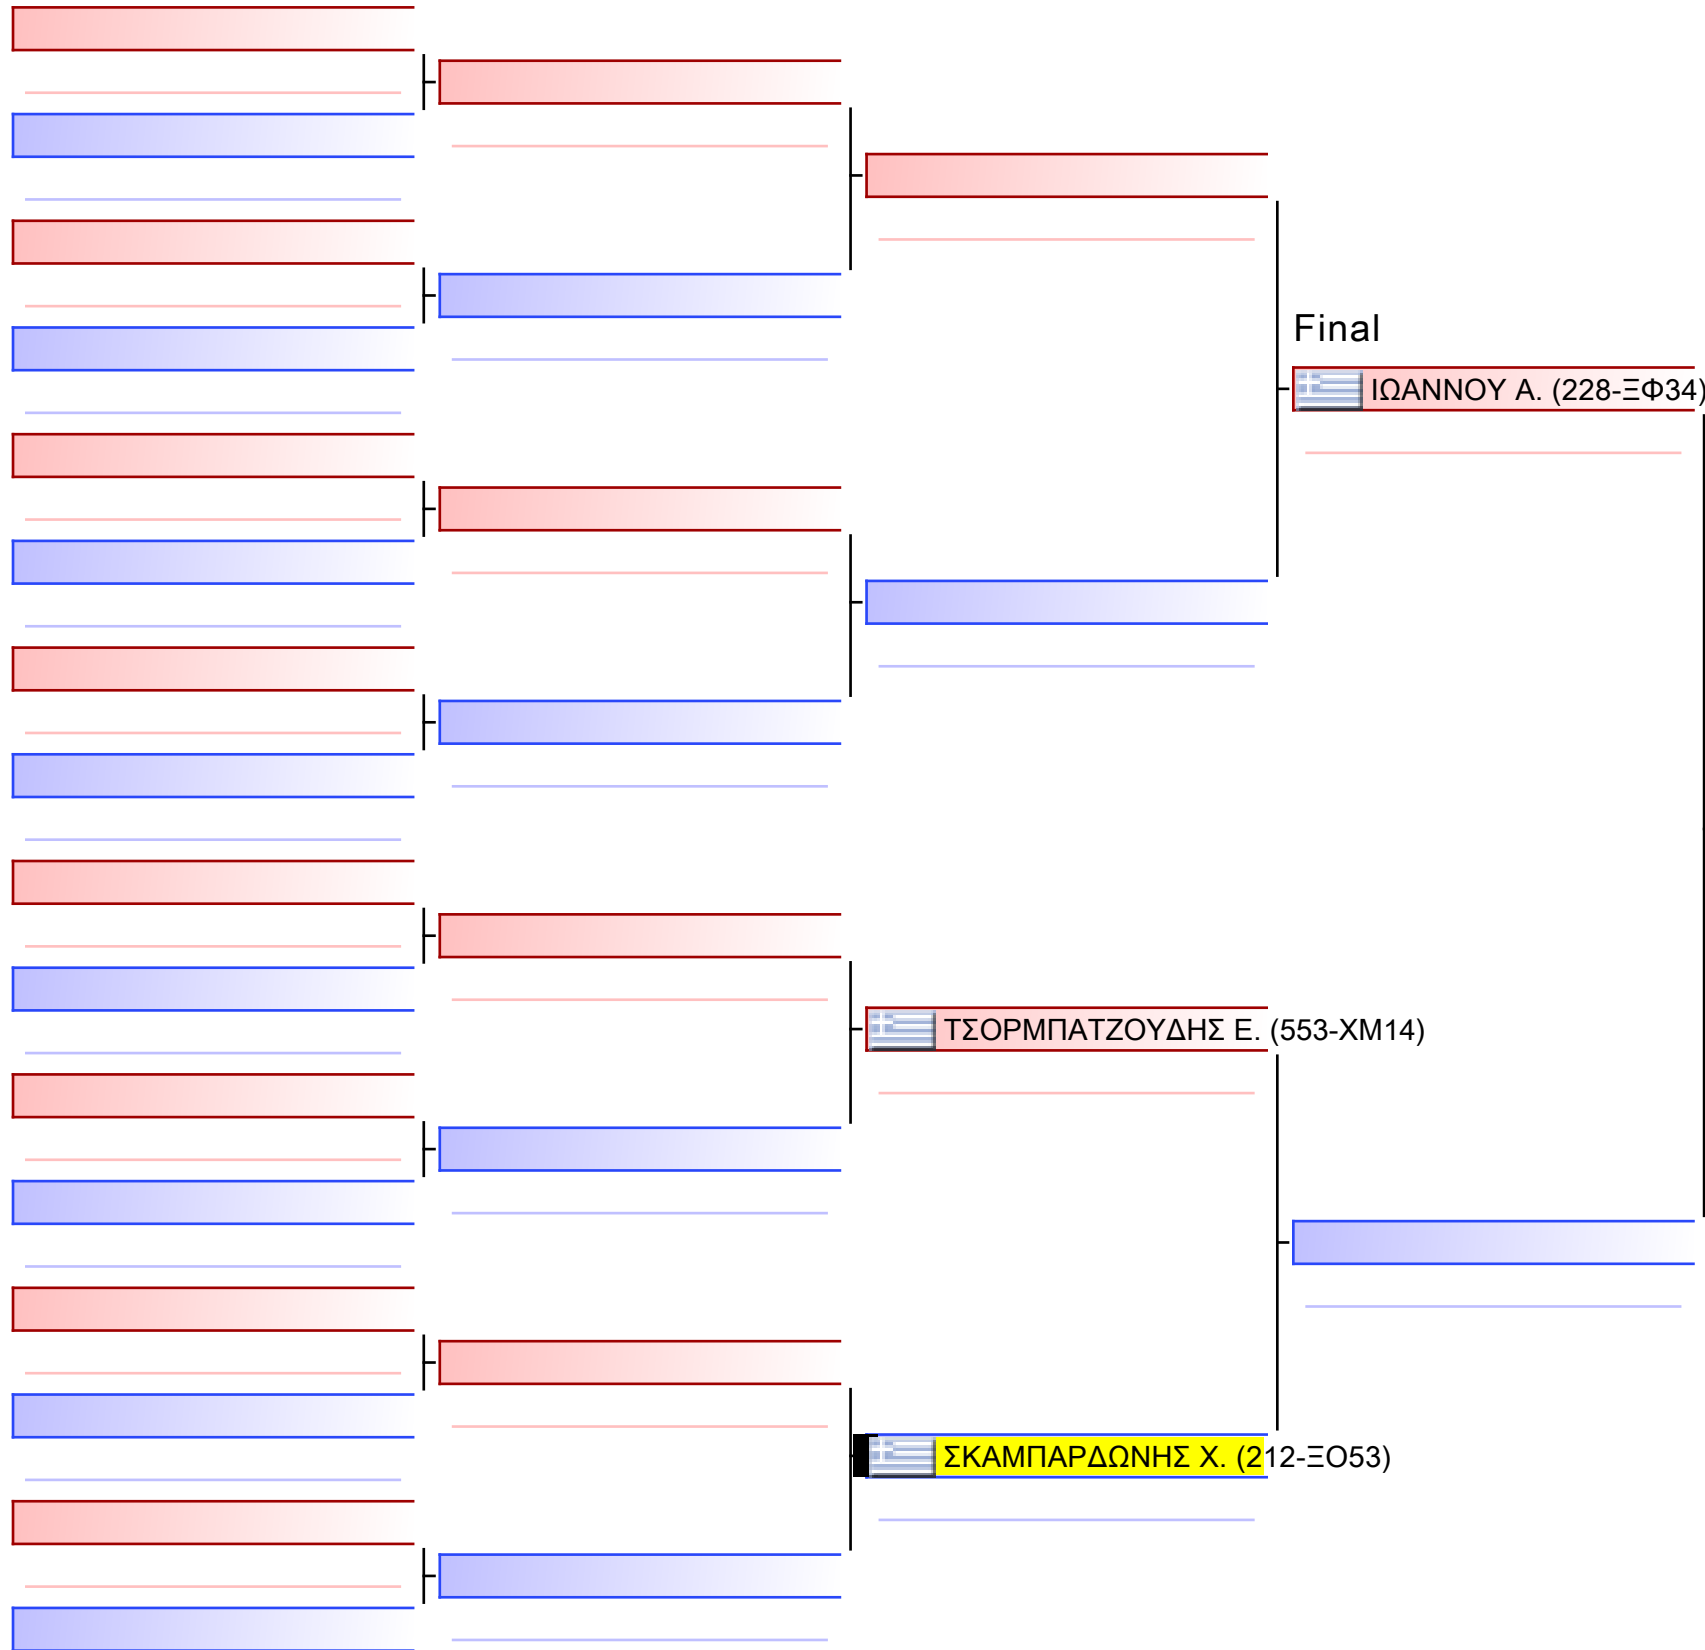 Final
ΙΩΑΝΝΟΥ Α. (228-ΞΦ34)
ΤΣΟΡΜΠΑΤΖΟΥΔΗΣ Ε. (553-ΧΜ14)
ΣΚΑΜΠΑΡΔΩΝΗΣ Χ. (212-ΞΟ53)